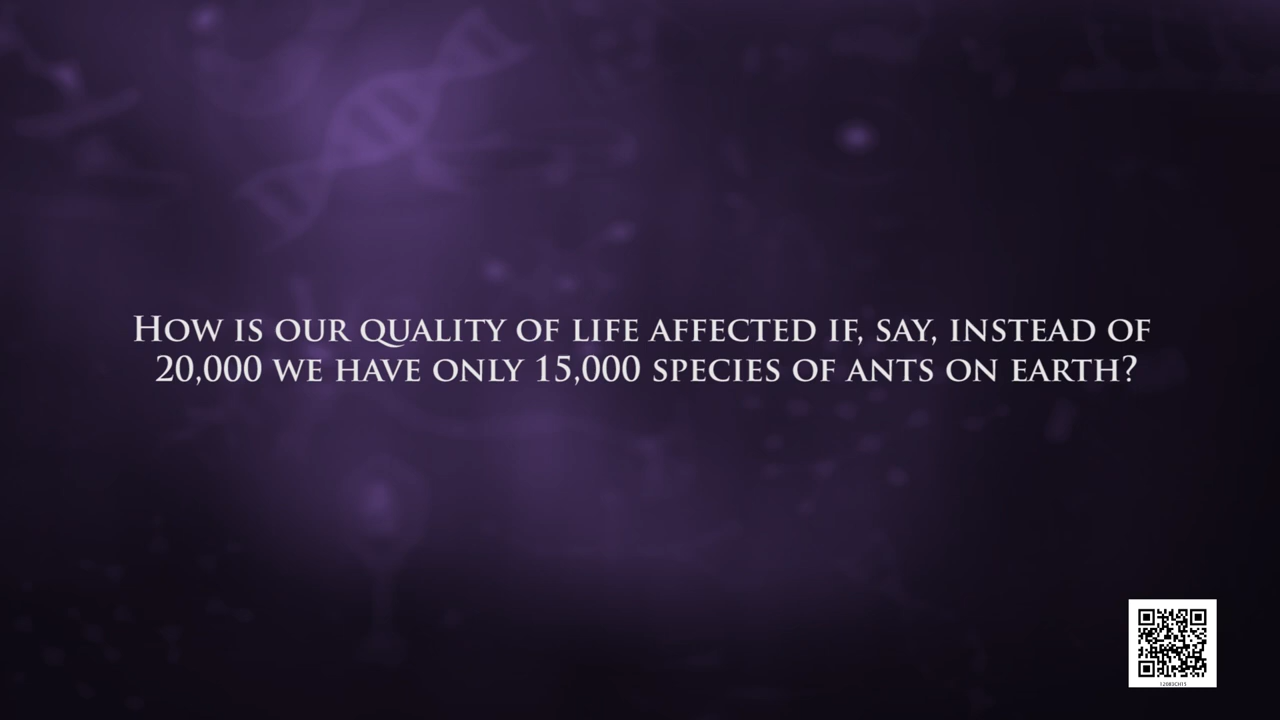 HOW IS OUR QUALITY OF LIFE AFFECTED IF, SAY, INSTEAD OF
20,000 WE HAVE ONLY 15,000 SPECIES OF ANTS ON EARTH?
12083CH15